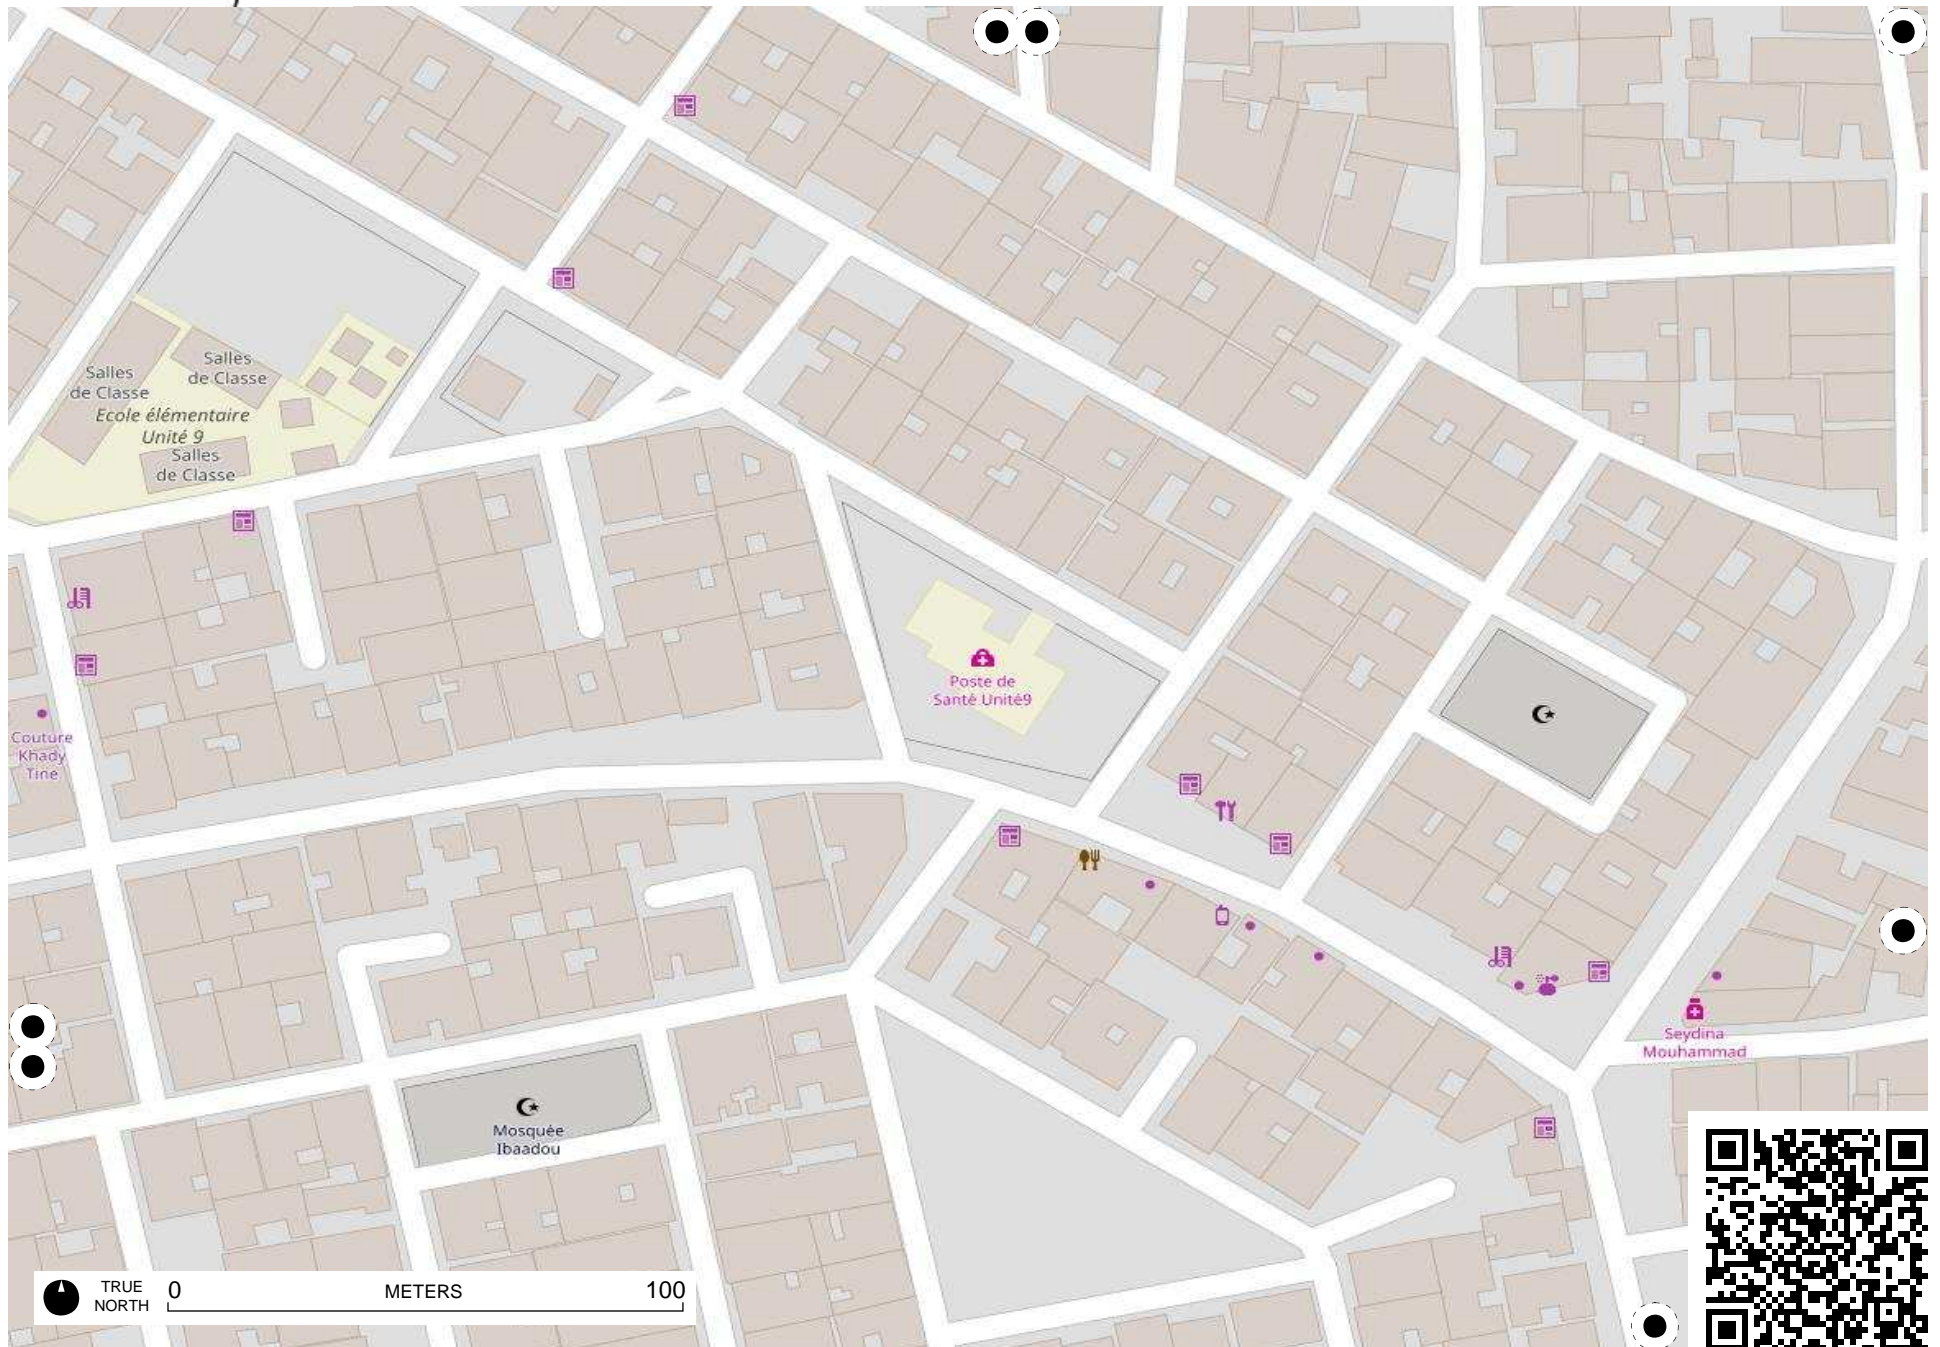 Salles
de Classe
Salles
de Classe
Ecole élémentaire
Unité 9
Salles
de Classe
Poste de
Santé Unité9
Couture
Khady
Tine
Seydina
Mouhammad
Mosquée
Ibaadou
TRUE
NORTH
0 METERS 100